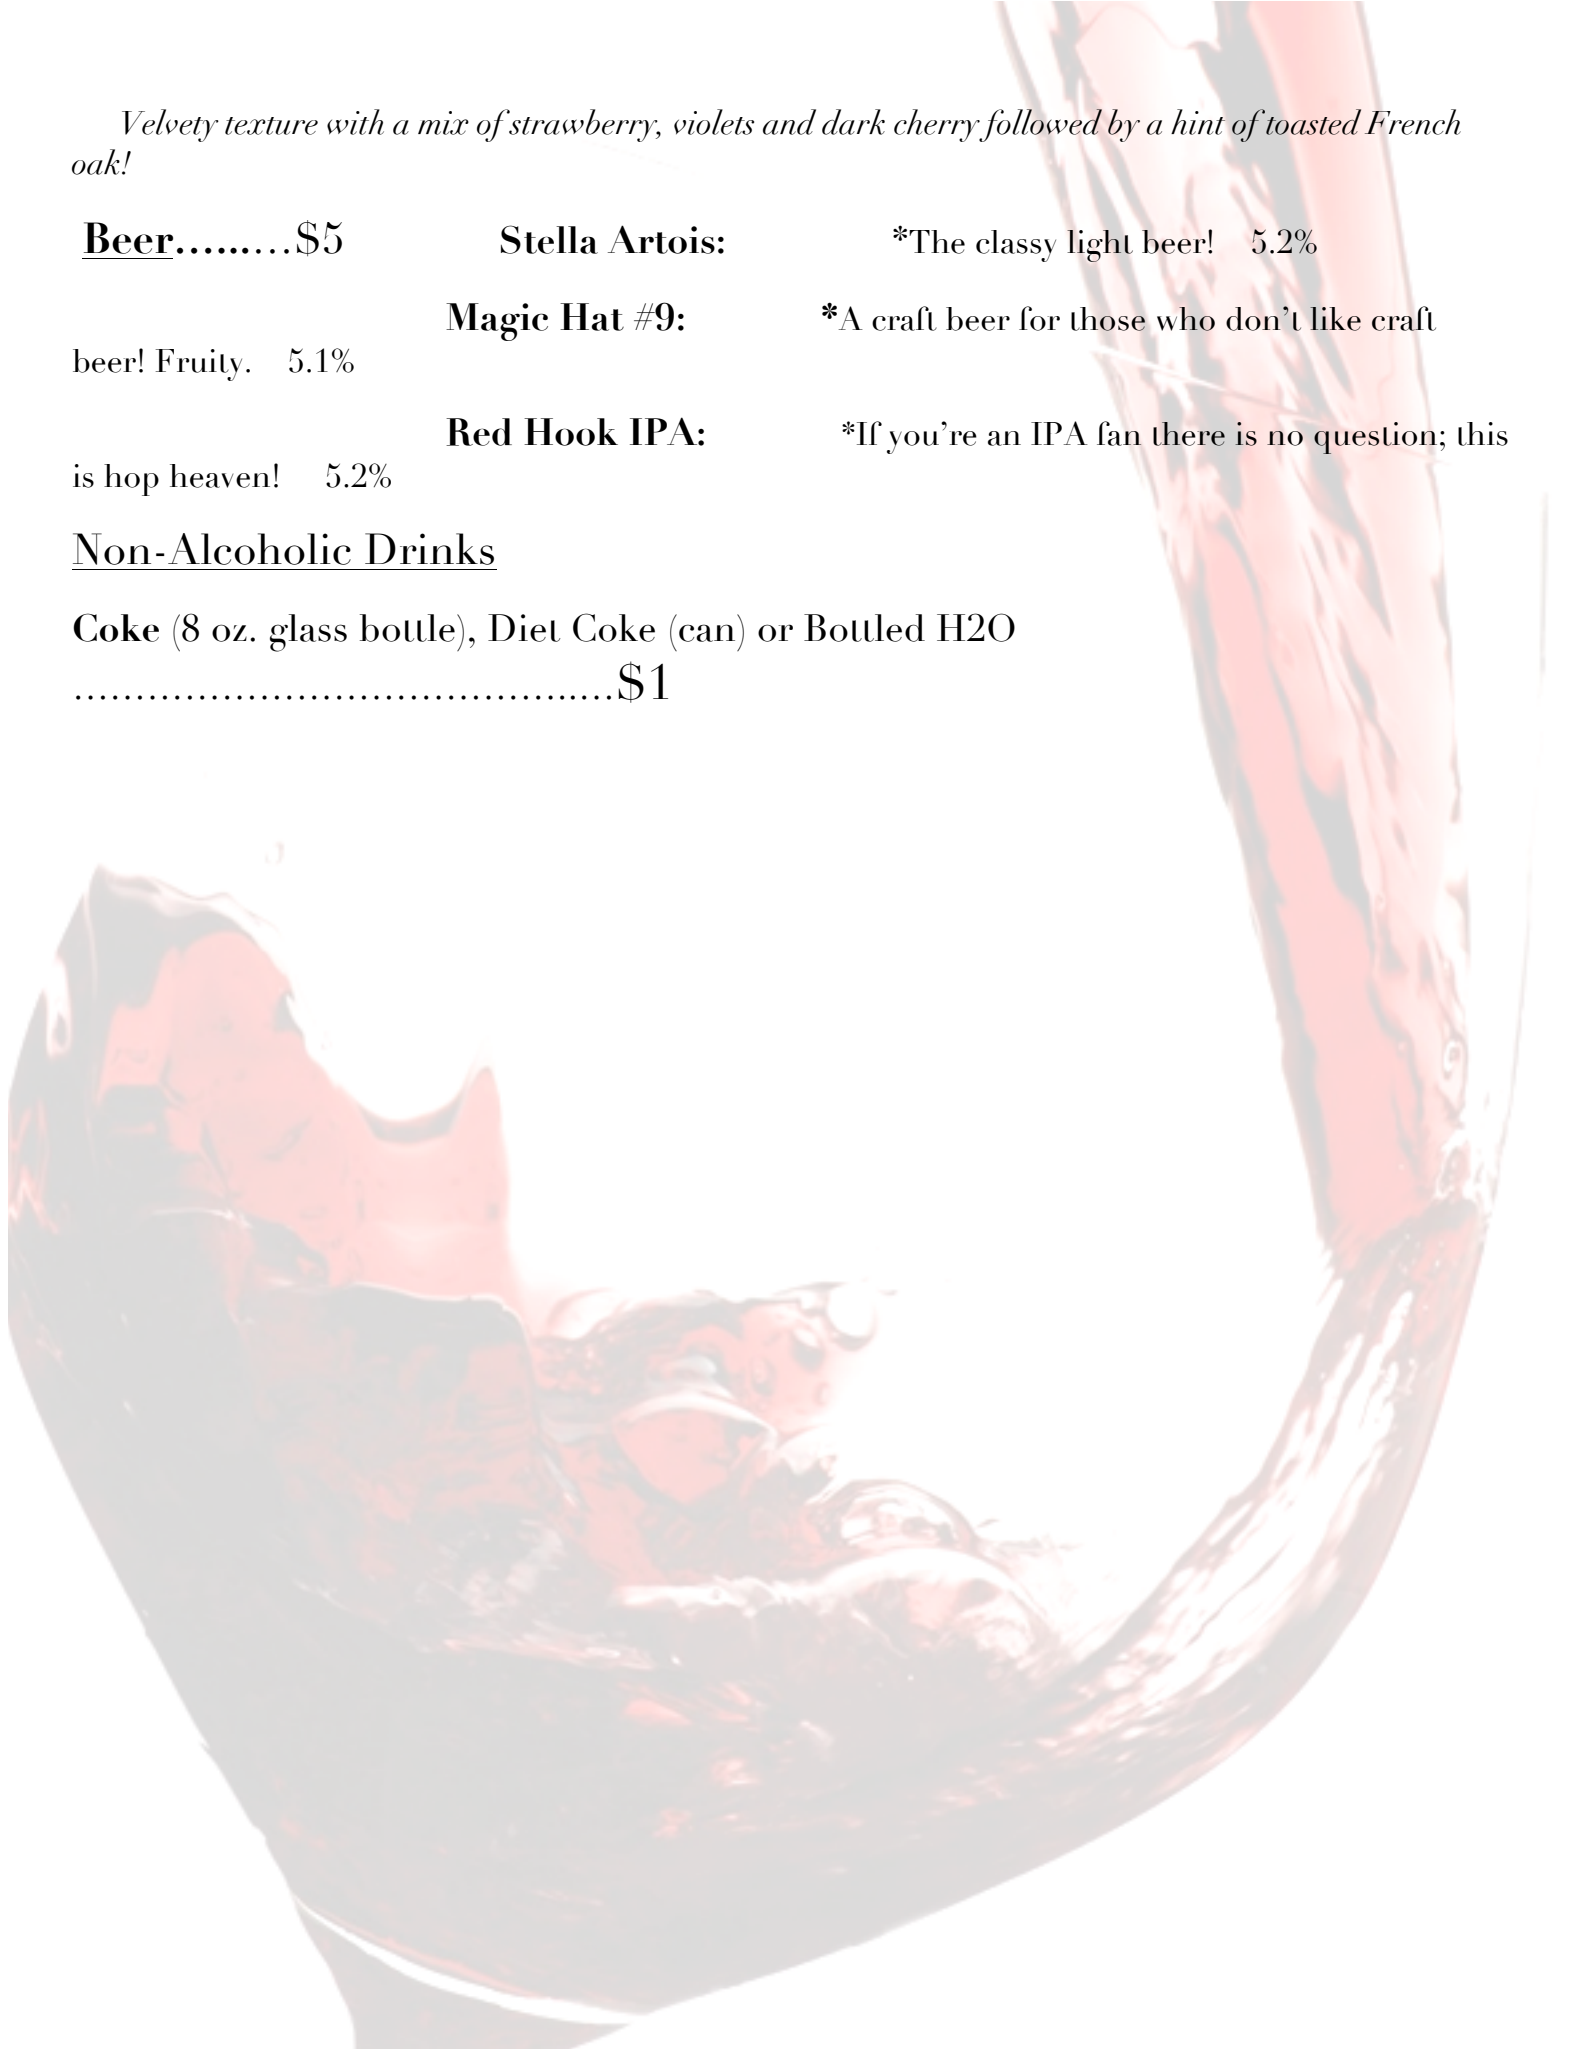 Velvety texture with a mix of strawberry, violets and dark cherry followed by a hint of toasted French
oak!
Beer…...…$5 Stella Artois: *The classy light beer! 5.2%
Magic Hat #9: *A craft beer for those who don’t like craft
beer! Fruity. 5.1%
Red Hook IPA: *If you’re an IPA fan there is no question; this
is hop heaven! 5.2%
Non-Alcoholic Drinks
Coke (8 oz. glass bottle), Diet Coke (can) or Bottled H2O
…………………………………..…$1